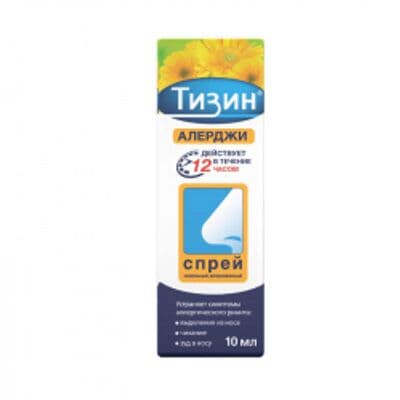 Тизин®
АЛЕРДЖИ
ДЕЙСТВУЕТ
12 В ТЕЧЕНИЕ
ЧАСОВ
спрей
назальный, дозированный
Устраняет симптомы
аллергического ринита:
• выделения из носа
• чихание
• зуд в носу
10 мл